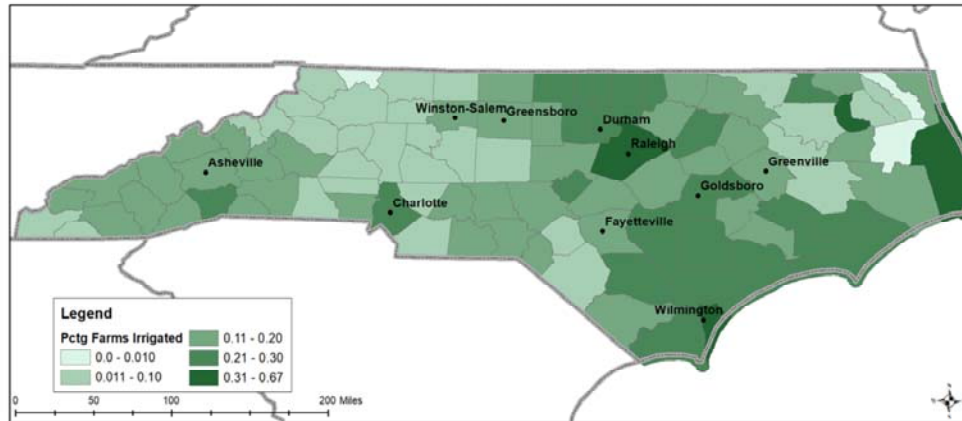 Winston-Salem
Greensboro
Durham
Raleigh
Asheville
Greenville
Goldsboro
Charlotte
Fayetteville
Wilmington
Legend
Pctg Farms Irrigated
0.0 - 0.010
0.011 - 0.10
0.11 - 0.20
0.21 - 0.30
0.31 - 0.67
0 50 100 200 Miles